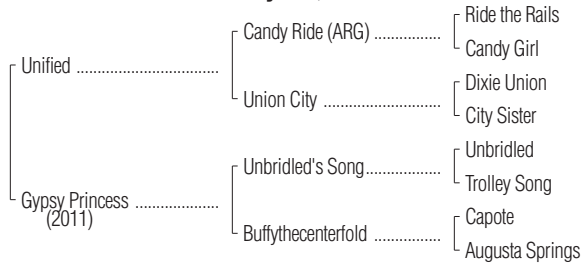 Ride the Rails
Candy Ride (ARG) ................
Candy Girl
Unified ..................................
Dixie Union
Union City ............................
City Sister
Unbridled
Unbridled's Song..................
Trolley Song
Gypsy Princess ....................
(2011)
Capote
Buffythecenterfold ................
Augusta Springs